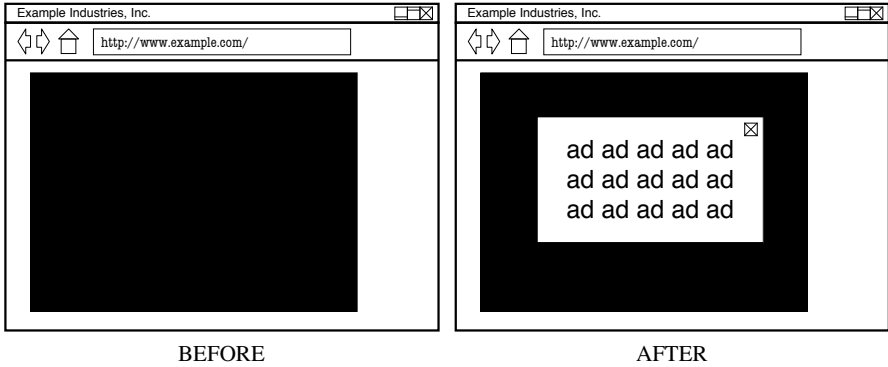 Example Industries, Inc.
http://www.example.com/
BEFORE
Example Industries, Inc.
http://www.example.com/
ad ad ad ad ad
ad ad ad ad ad
ad ad ad ad ad
AFTER